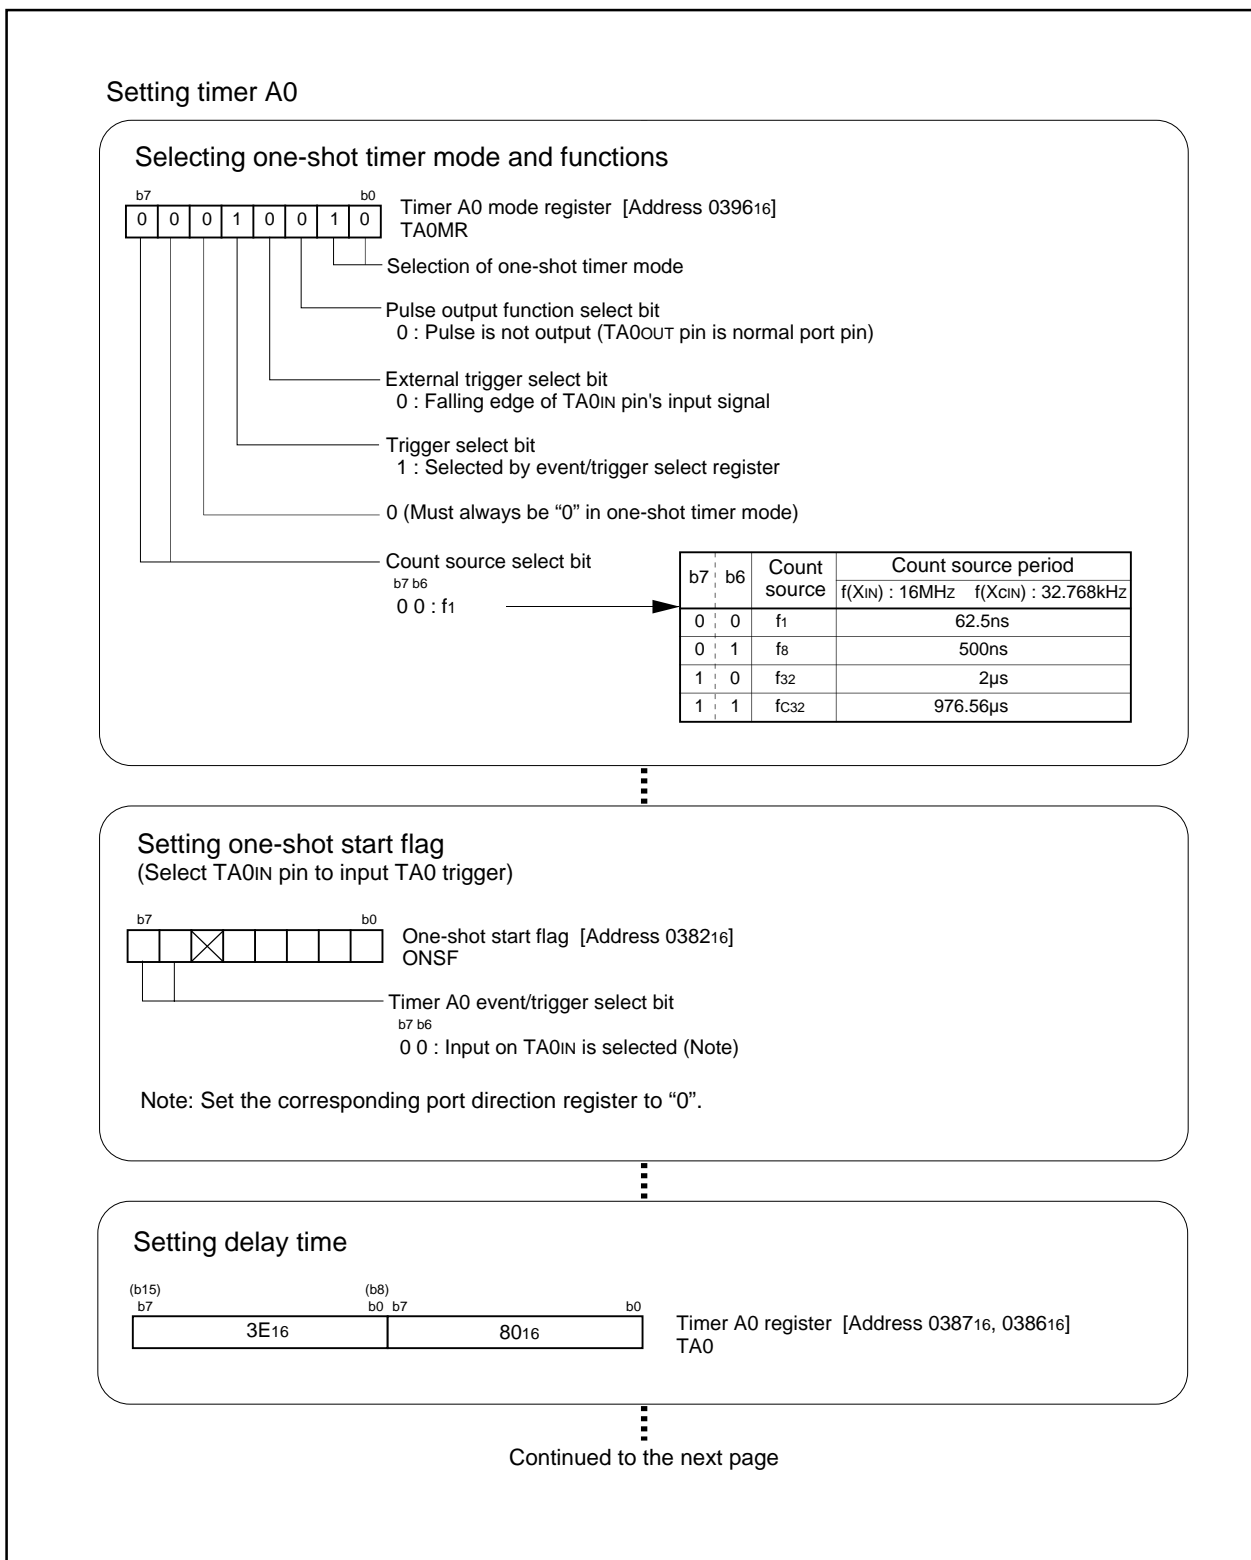 Setting timer A0
Selecting one-shot timer mode and functions
b7 b0
0 0 0 1 0 0 1 0
Timer A0 mode register [Address 039616]
TA0MR
Selection of one-shot timer mode
Pulse output function select bit
0 : Pulse is not output (TA0OUT pin is normal port pin)
External trigger select bit
0 : Falling edge of TA0IN pin's input signal
Trigger select bit
1 : Selected by event/trigger select register
0 (Must always be “0” in one-shot timer mode)
Count source select bit
b7 b6
0 0 : f1
b7 b6 Count source Count source period
f(XIN) : 16MHZ f(XCIN) : 32.768kHZ
0 0 f1 62.5ns
0 1 f8 500ns
1 0 f32 2µs
1 1 fC32 976.56µs
Setting one-shot start flag
(Select TA0IN pin to input TA0 trigger)
b7 b0
One-shot start flag [Address 038216]
ONSF
Timer A0 event/trigger select bit
b7 b6
0 0 : Input on TA0IN is selected (Note)
Note: Set the corresponding port direction register to “0”.
Setting delay time
(b15) (b8)
b7 b0 b7 b0
3E16 8016
Timer A0 register [Address 038716, 038616]
TA0
Continued to the next page